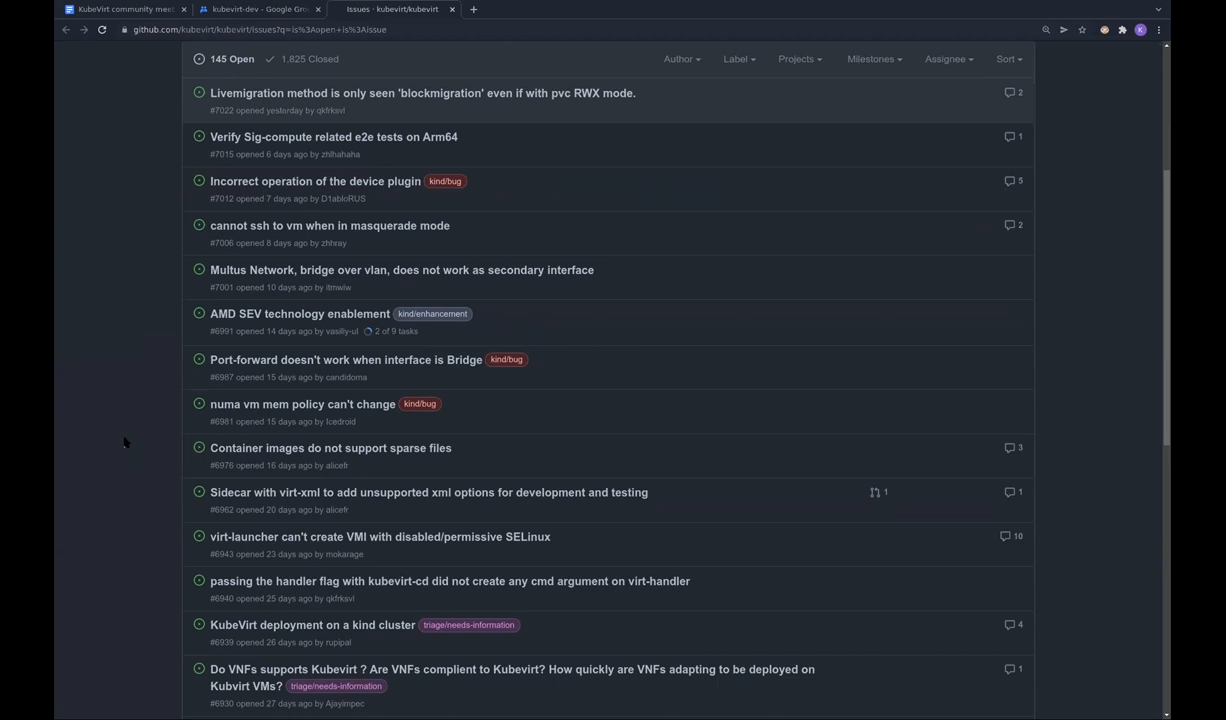 KubeVirt community meet
kubevirt-dev - Google Gro
Issues · kubevirt/kubevirt
github.com/kubevirt/kubevirt/issues?q=is%3Aopen+is%3Aissue
K
145 Open
1,825 Closed
Author
Label
Projects
Milestones
Assignee
Sort
Livemigration method is only seen 'blockmigration' even if with pvc RWX mode.
2
#7022 opened yesterday by qkfrksvl
Verify Sig-compute related e2e tests on Arm64
1
#7015 opened 6 days ago by zhlhahaha
Incorrect operation of the device plugin kind/bug
5
#7012 opened 7 days ago by D1abloRUS
cannot ssh to vm when in masquerade mode
2
#7006 opened 8 days ago by zhhray
Multus Network, bridge over vlan, does not work as secondary interface
#7001 opened 10 days ago by itmwiw
AMD SEV technology enablement kind/enhancement
#6991 opened 14 days ago by vasiliy-ul 2 of 9 tasks
Port-forward doesn't work when interface is Bridge kind/bug
#6987 opened 15 days ago by candidoma
numa vm mem policy can't change kind/bug
#6981 opened 15 days ago by Icedroid
Container images do not support sparse files
3
#6976 opened 16 days ago by alicefr
Sidecar with virt-xml to add unsupported xml options for development and testing
1
1
#6962 opened 20 days ago by alicefr
virt-launcher can't create VMI with disabled/permissive SELinux
10
#6943 opened 23 days ago by mokarage
passing the handler flag with kubevirt-cd did not create any cmd argument on virt-handler
#6940 opened 25 days ago by qkfrksvl
KubeVirt deployment on a kind cluster triage/needs-information
4
#6939 opened 26 days ago by rupipal
Do VNFs supports Kubevirt ? Are VNFs complient to Kubevirt? How quickly are VNFs adapting to be deployed on
1
Kubvirt VMs? triage/needs-information
#6930 opened 27 days ago by Ajayimpec